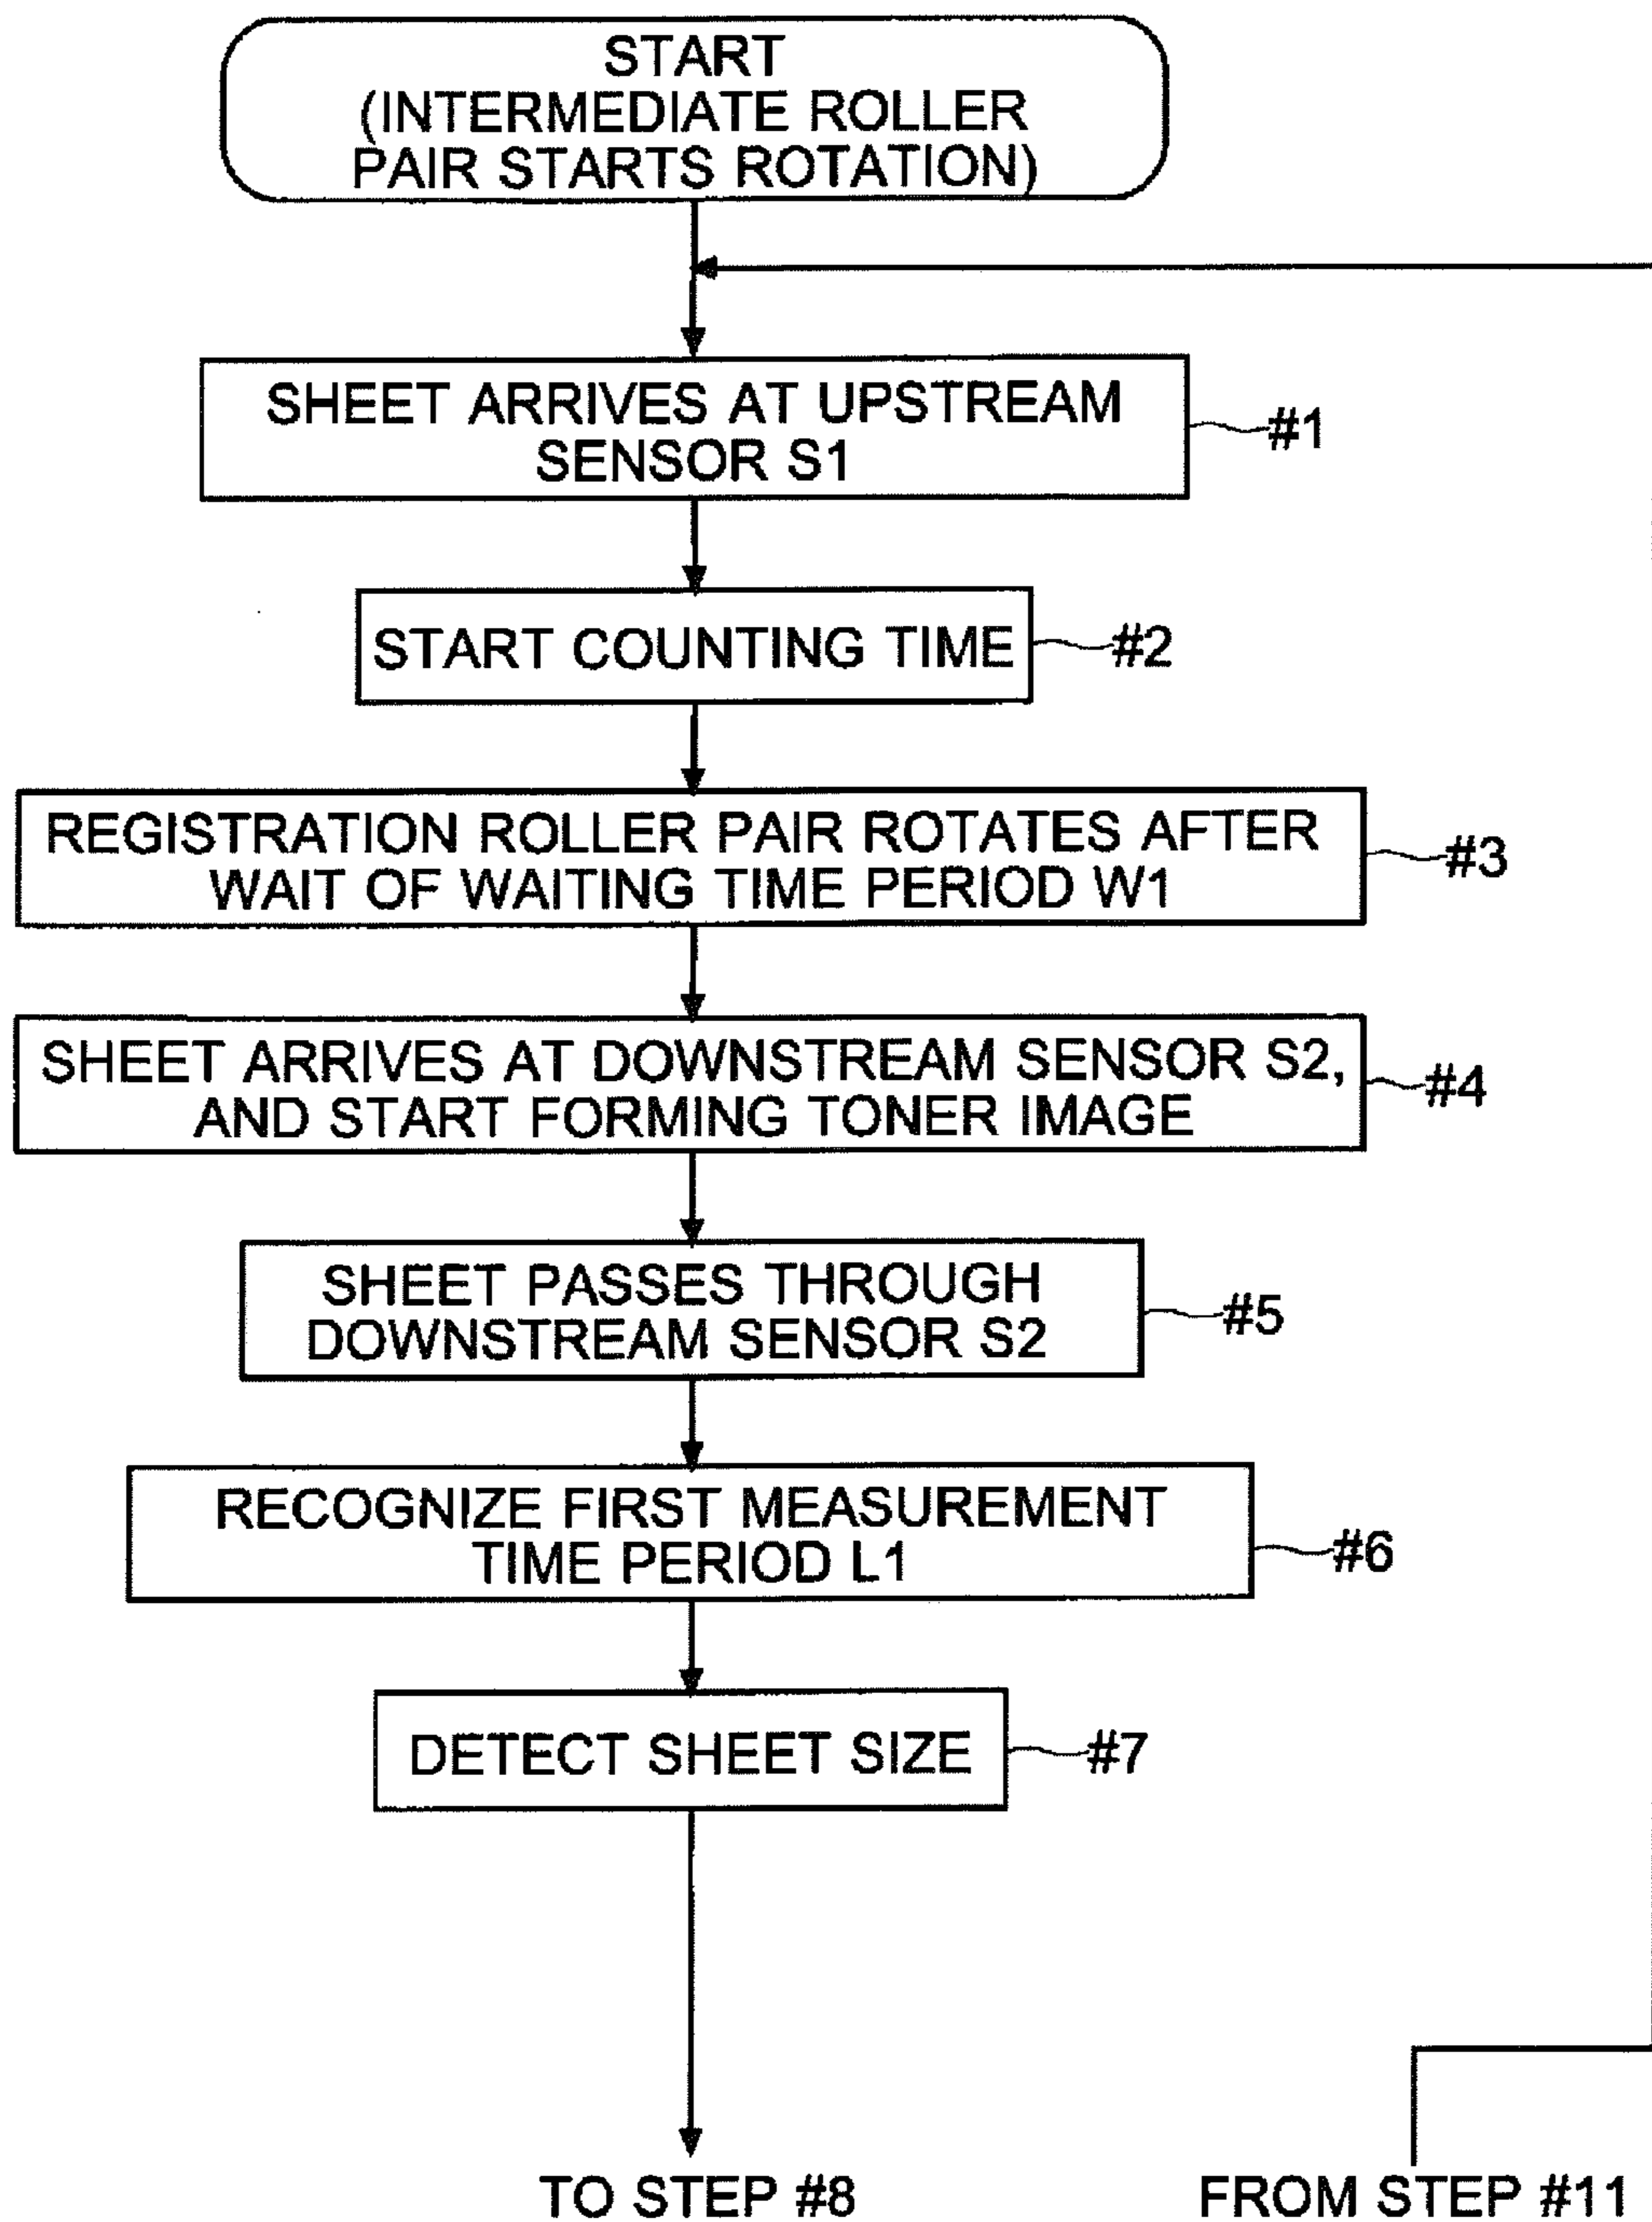 START
(INTERMEDIATE ROLLER
PAIR STARTS ROTATION)
SHEET ARRIVES AT UPSTREAM
SENSOR S1
#1
START COUNTING TIME
#2
REGISTRATION ROLLER PAIR ROTATES AFTER
WAIT OF WAITING TIME PERIOD W1
#3
SHEET ARRIVES AT DOWNSTREAM SENSOR S2,
AND START FORMING TONER IMAGE
#4
SHEET PASSES THROUGH
DOWNSTREAM SENSOR S2
#5
RECOGNIZE FIRST MEASUREMENT
TIME PERIOD L1
#6
DETECT SHEET SIZE
#7
TO STEP #8
FROM STEP #11